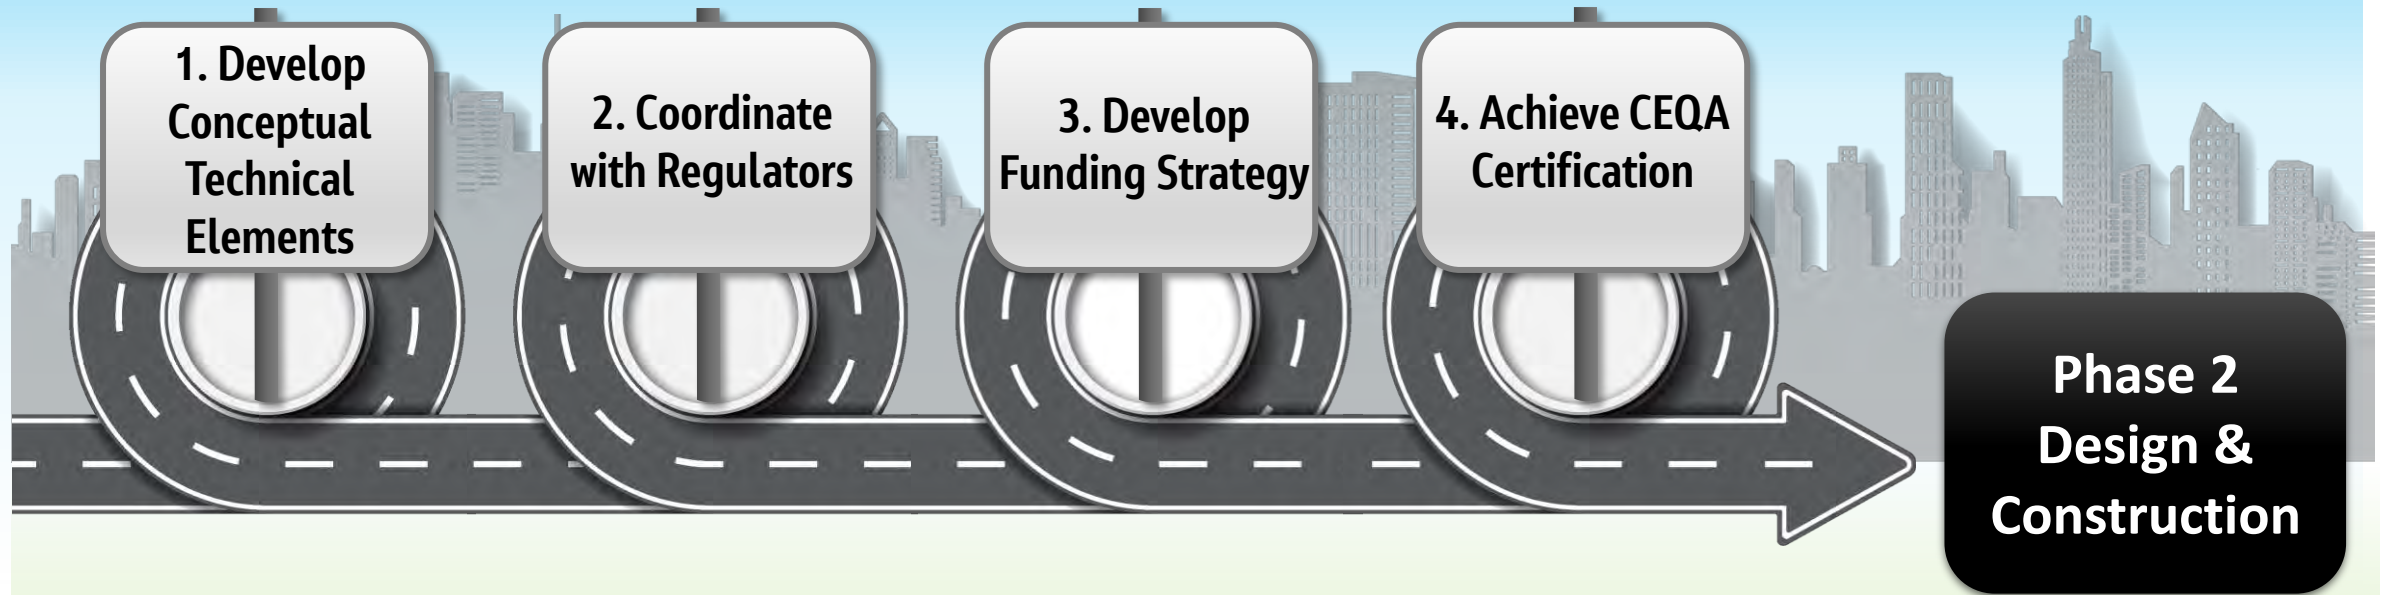 1. Develop
Conceptual
Technical
Elements
2. Coordinate
with Regulators
3. Develop
Funding Strategy
4. Achieve CEQA
Certification
Phase 2
Design &
Construction